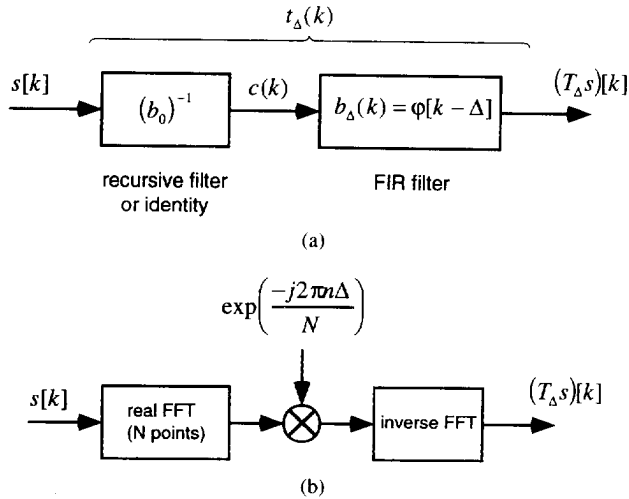 t_Δ(k)
s[k]
(b_0)^{-1}
c(k)
b_Δ(k) = φ[k − Δ]
(T_Δ s)[k]
recursive filter
or identity
FIR filter
(a)
exp(−j2πnΔ / N)
s[k]
real FFT
(N points)
inverse FFT
(T_Δ s)[k]
(b)